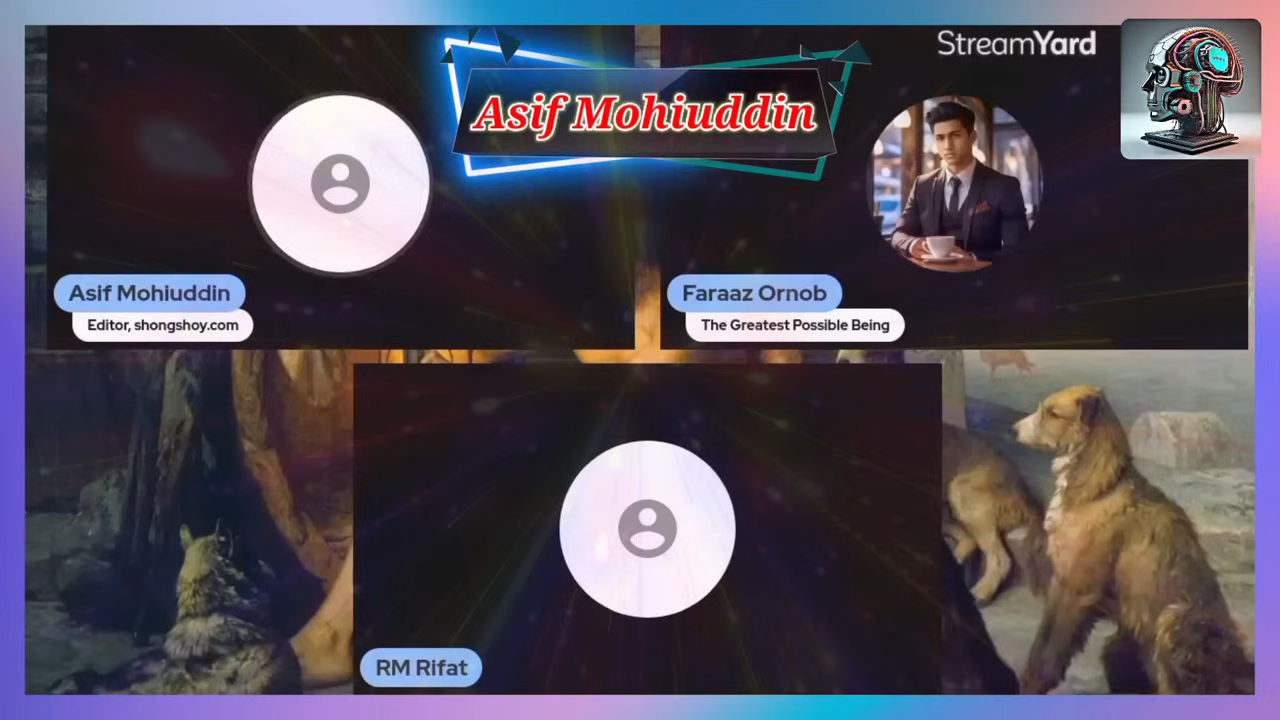 StreamYard
Asif Mohiuddin
Asif Mohiuddin
Editor, shongshoy.com
Faraaz Ornob
The Greatest Possible Being
RM Rifat